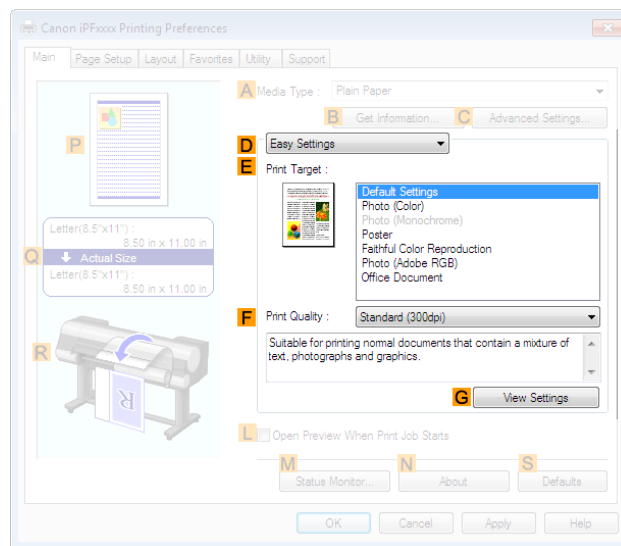 Canon iPFxxxx Printing Preferences
Main Page Setup Layout Favorites Utility Support
A Media Type : Plain Paper
B Get Information... C Advanced Settings...
P
D Easy Settings
E Print Target :
Default Settings
Photo (Color)
Photo (Monochrome)
Poster
Faithful Color Reproduction
Photo (Adobe RGB)
Office Document
Letter(8.5"x11") :
8.50 in x 11.00 in
Q Actual Size
Letter(8.5"x11") :
8.50 in x 11.00 in
F Print Quality : Standard (300dpi)
Suitable for printing normal documents that contain a mixture of
text, photographs and graphics.
R
R
G View Settings
L Open Preview When Print Job Starts
M Status Monitor... N About S Defaults
OK Cancel Apply Help